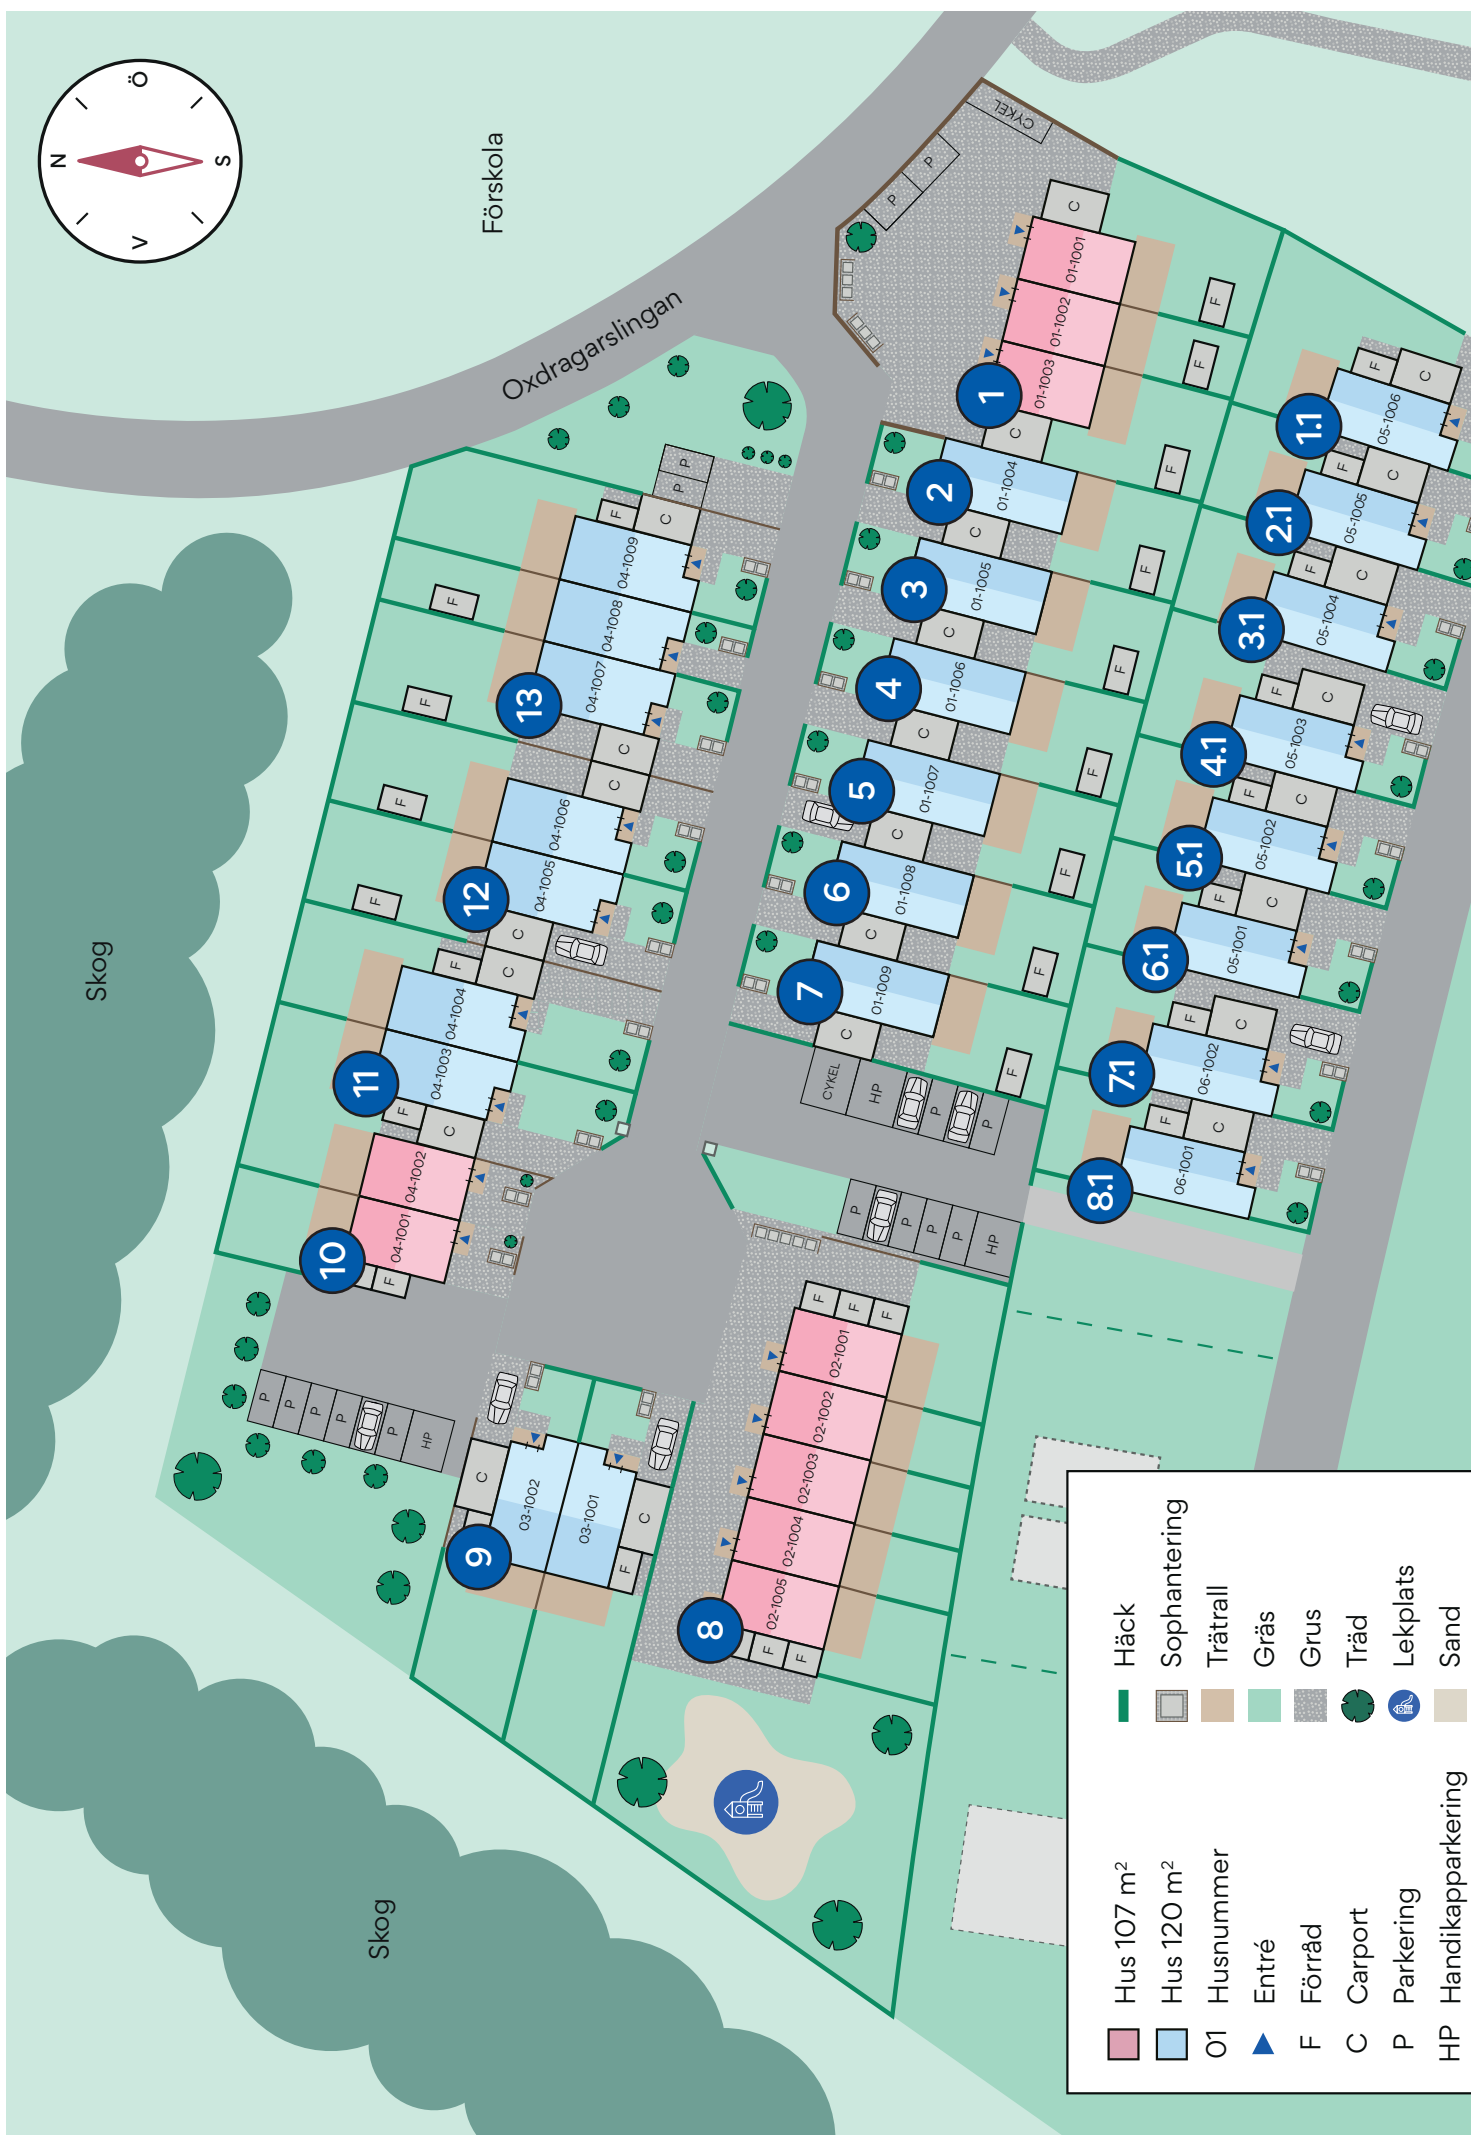 N
Ö
S
V
Förskola
Skog
Skog
Oxdragarslingan
CYKEL
P
P
C
01-1001
01-1002
01-1003
1
C
F
F
F
2
01-1004
C
F
3
01-1005
C
F
4
01-1006
C
F
5
01-1007
C
F
6
01-1008
C
F
7
01-1009
C
F
CYKEL
HP
P
P
P
P
P
P
HP
1.1
05-1006
F
C
2.1
05-1005
F
C
3.1
05-1004
F
C
4.1
05-1003
F
C
5.1
05-1002
F
C
6.1
05-1001
F
C
7.1
06-1002
F
C
8.1
06-1001
F
C
P
P
13
04-1009
04-1008
04-1007
F
C
F
F
C
12
04-1006
04-1005
C
F
F
C
11
04-1004
04-1003
F
C
F
C
10
04-1002
04-1001
F
P
P
P
P
P
HP
9
03-1002
03-1001
C
C
F
8
02-1001
02-1002
02-1003
02-1004
02-1005
F
F
F
F
F
Hus 107 m²
Hus 120 m²
01 Husnummer
Entré
F Förråd
C Carport
P Parkering
HP Handikapparkering
Häck
Sophantering
Trätrall
Gräs
Grus
Träd
Lekplats
Sand